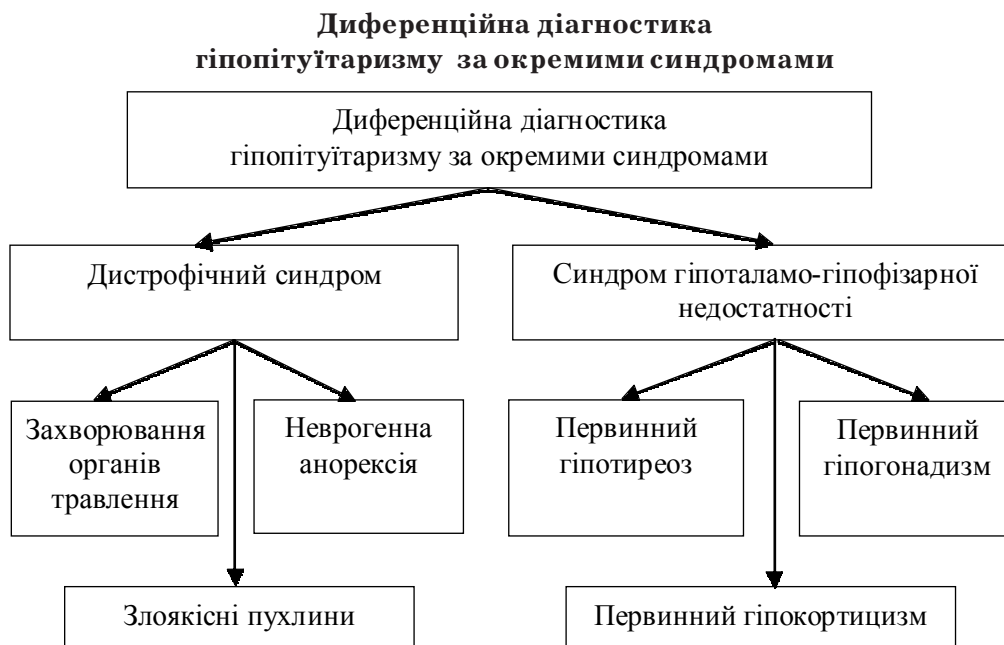 Диференційна діагностика
гіпопітуїтаризму за окремими синдромами
Диференційна діагностика
гіпопітуїтаризму за окремими синдромами
Дистрофічний синдром
Синдром гіпоталамо-гіпофізарної
недостатності
Захворювання
органів
травлення
Неврогенна
анорексія
Первинний
гіпотиреоз
Первинний
гіпогонадизм
Злоякісні пухлини
Первинний гіпокортицизм